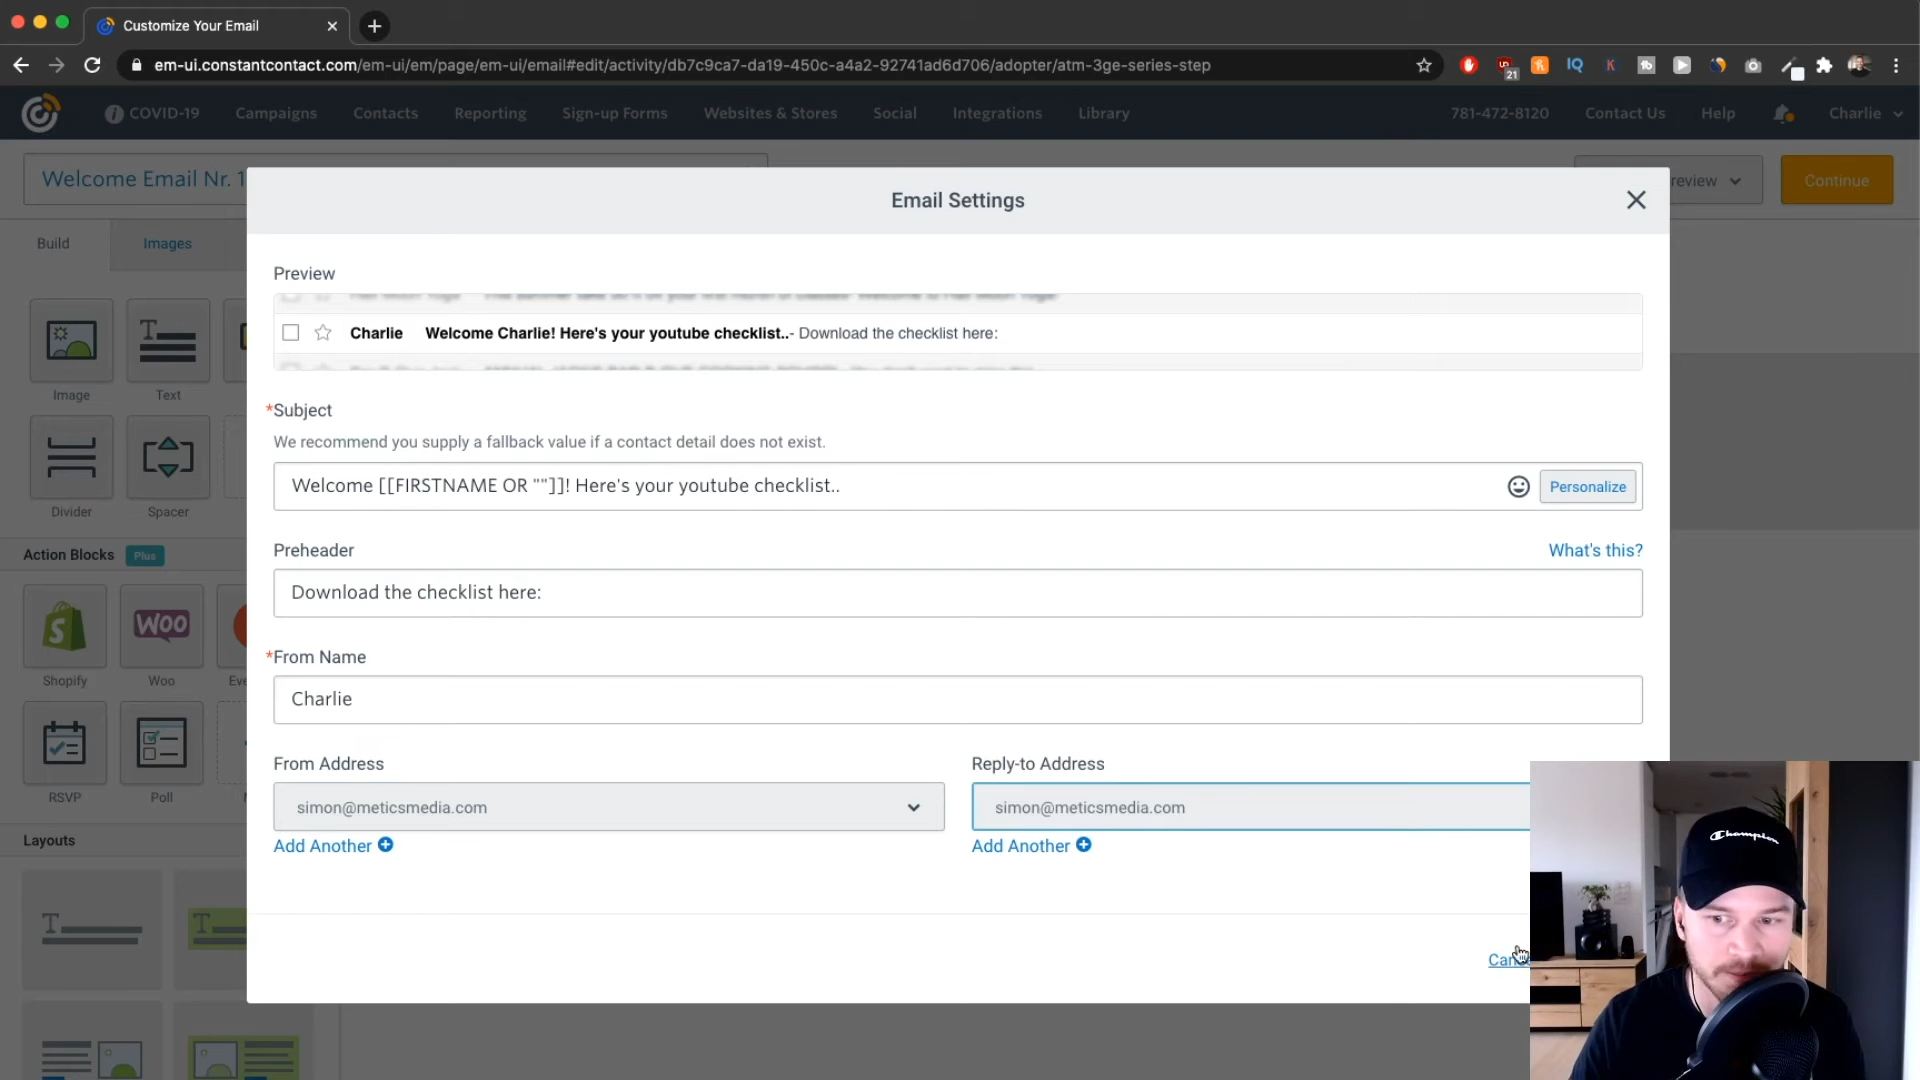 Customize Your Email
em-ui.constantcontact.com/em-ui/em/page/em-ui/email#edit/activity/db7c9ca7-da19-450c-a4a2-92741ad6d706/adopter/atm-3ge-series-step
21
IQ
K
COVID-19 Campaigns Contacts Reporting Sign-up Forms Websites & Stores Social Integrations Library 781-472-8120 Contact Us Help Charlie
Welcome Email Nr. 1
review
Continue
Email Settings
Build
Images
Preview
Charlie Welcome Charlie! Here's your youtube checklist..- Download the checklist here:
Image
Text
*Subject
We recommend you supply a fallback value if a contact detail does not exist.
Welcome [[FIRSTNAME OR ""]]! Here's your youtube checklist..
Personalize
Divider
Spacer
Preheader
What's this?
Action Blocks Plus
Download the checklist here:
WOO
*From Name
Shopify
Woo
Eve
Charlie
From Address
Reply-to Address
RSVP
Poll
simon@meticsmedia.com
simon@meticsmedia.com
Add Another
Add Another
Layouts
Champion
Canc